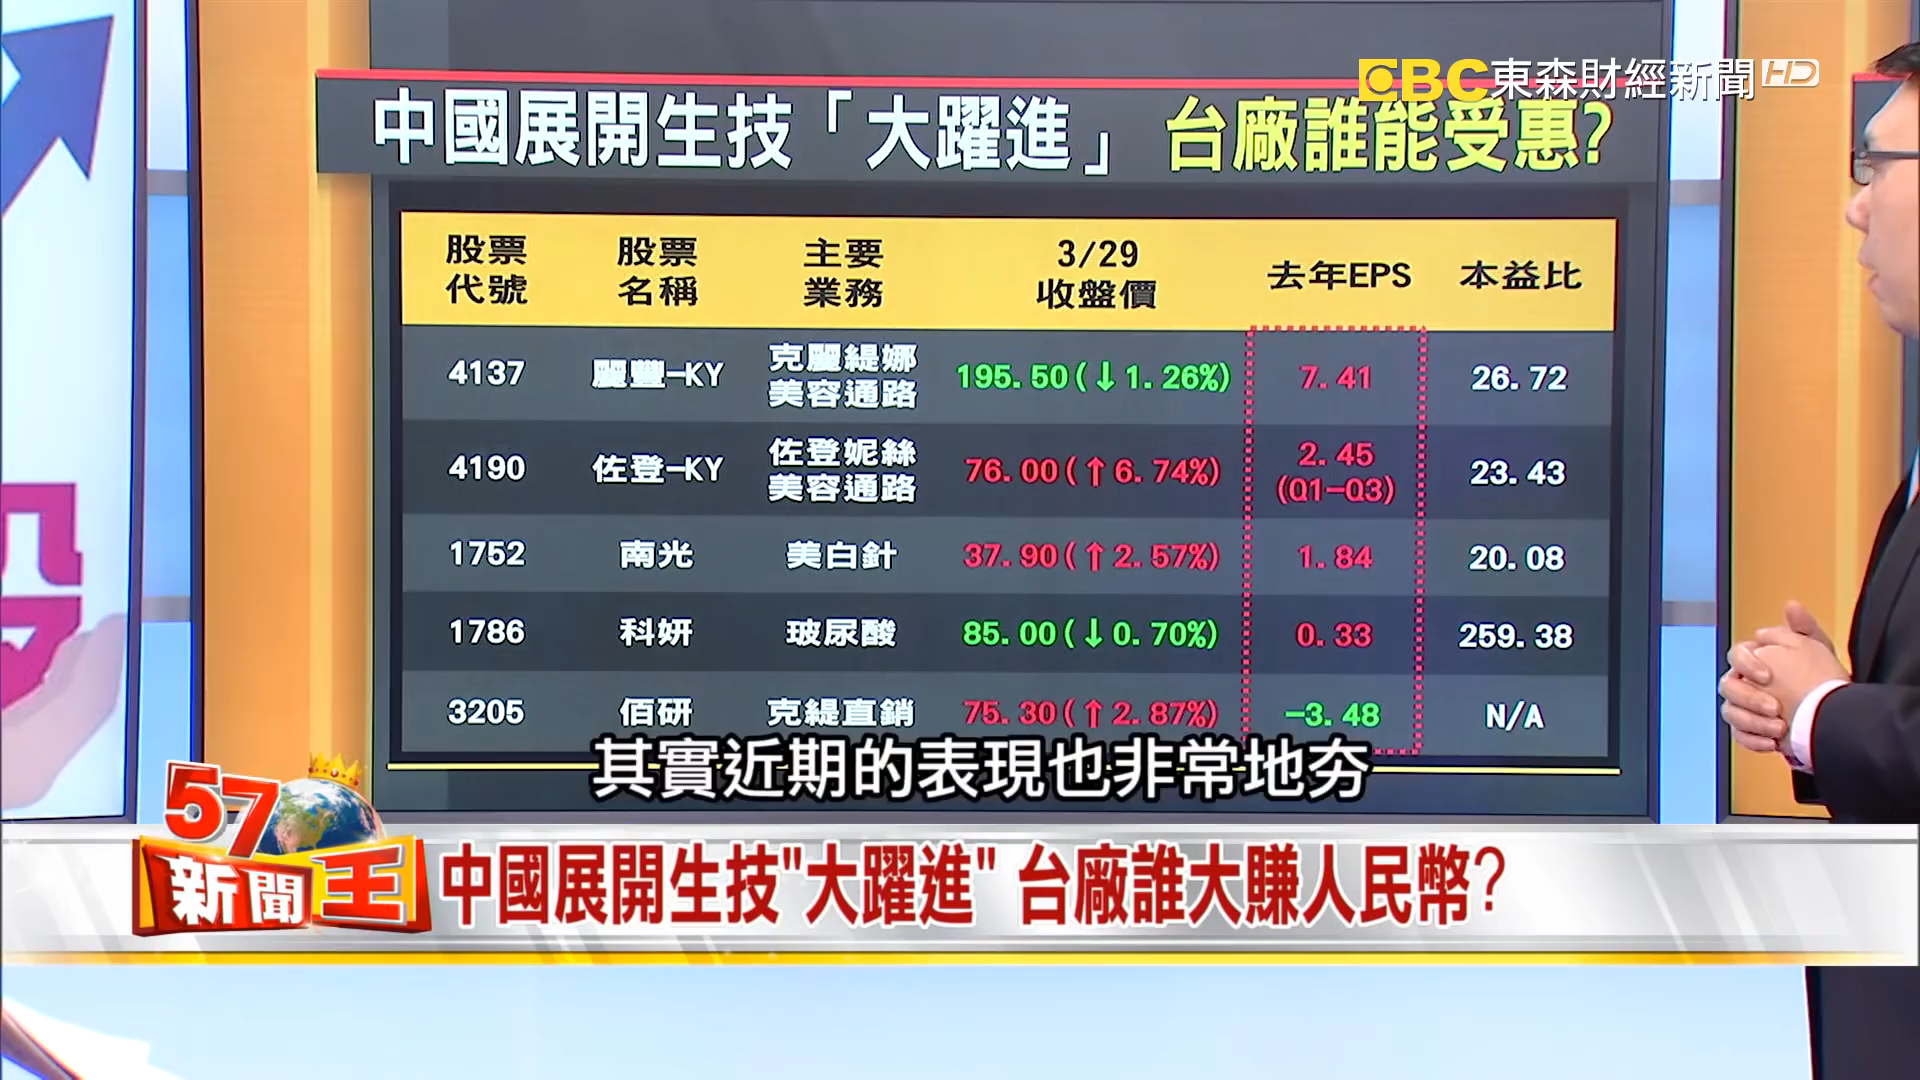 EBC 東森財經新聞 HD
中國展開生技「大躍進」 台廠誰能受惠?
股票代號 股票名稱 主要業務 3/29收盤價 去年EPS 本益比
4137 麗豐-KY 克麗緹娜美容通路 195.50(↓1.26%) 7.41 26.72
4190 佐登-KY 佐登妮絲美容通路 76.00(↑6.74%) 2.45(Q1-Q3) 23.43
1752 南光 美白針 37.90(↑2.57%) 1.84 20.08
1786 科妍 玻尿酸 85.00(↓0.70%) 0.33 259.38
3205 佰研 克緹直銷 75.30(↑2.87%) -3.48 N/A
其實近期的表現也非常地夯
57新聞王
中國展開生技"大躍進" 台廠誰大賺人民幣?